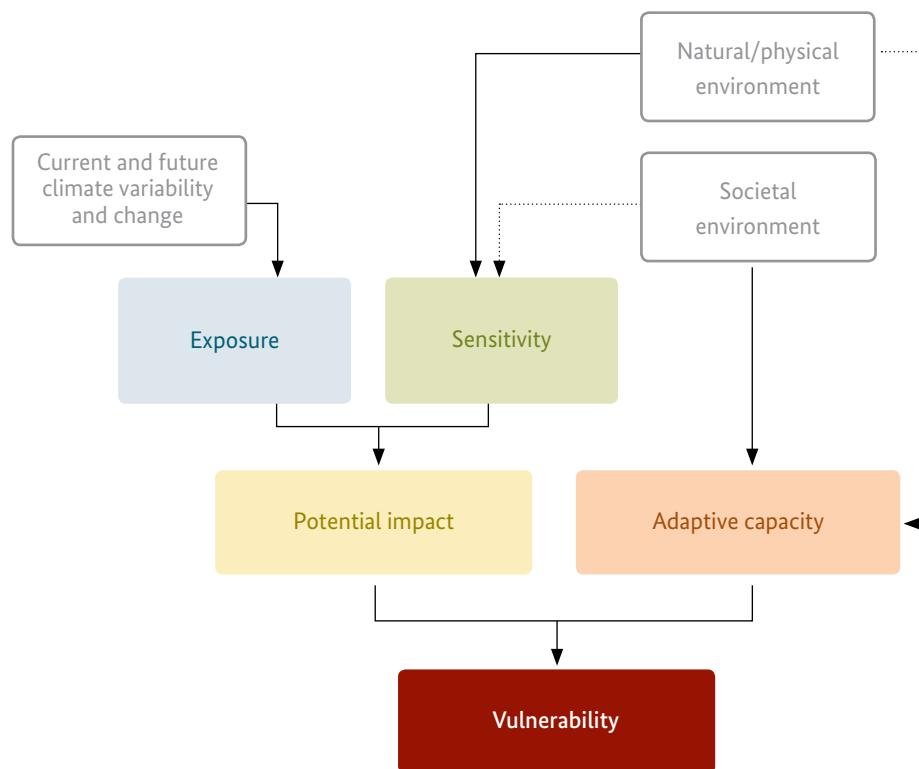 Natural/physical
environment
Current and future
climate variability
and change
Societal
environment
Exposure
Sensitivity
Potential impact
Adaptive capacity
Vulnerability